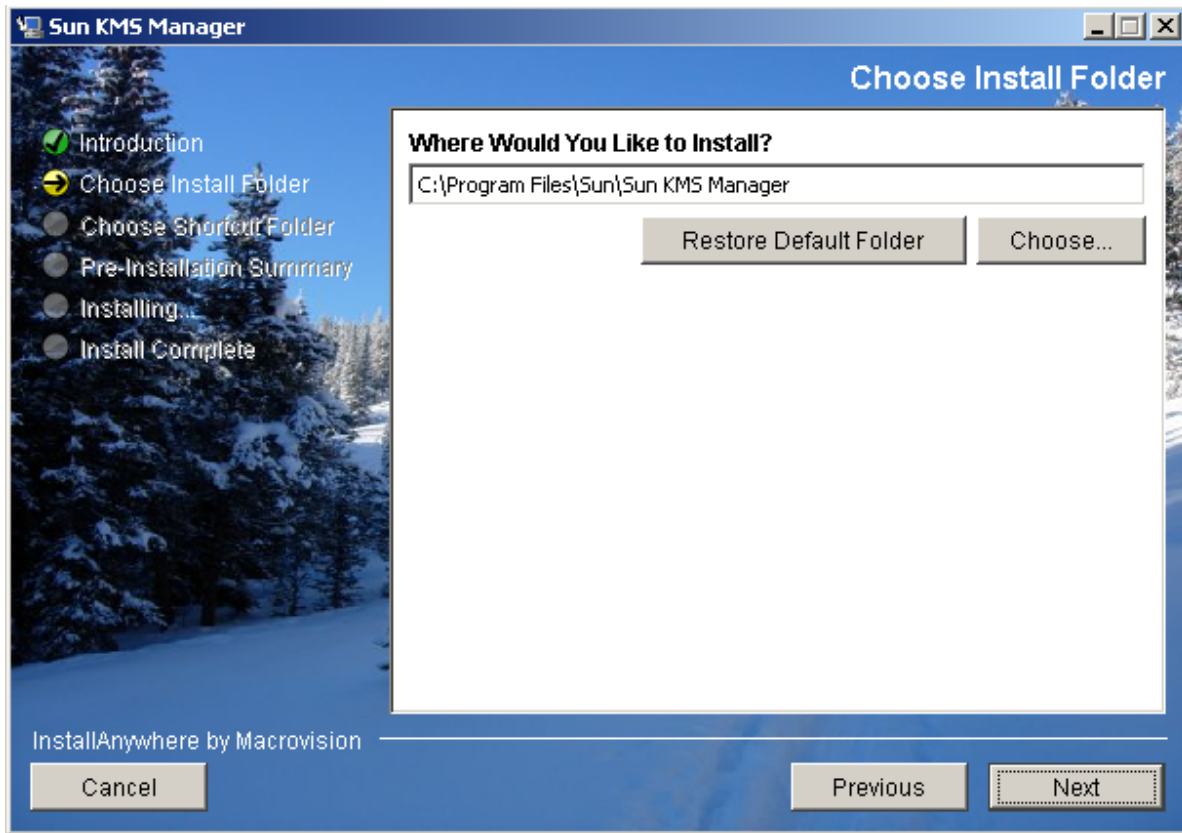 Sun KMS Manager
Choose Install Folder
Introduction
Choose Install Folder
Choose Shortcut Folder
Pre-Installation Summary
Installing...
Install Complete
Where Would You Like to Install?
C:\Program Files\Sun\Sun KMS Manager
Restore Default Folder
Choose...
InstallAnywhere by Macrovision
Cancel
Previous
Next